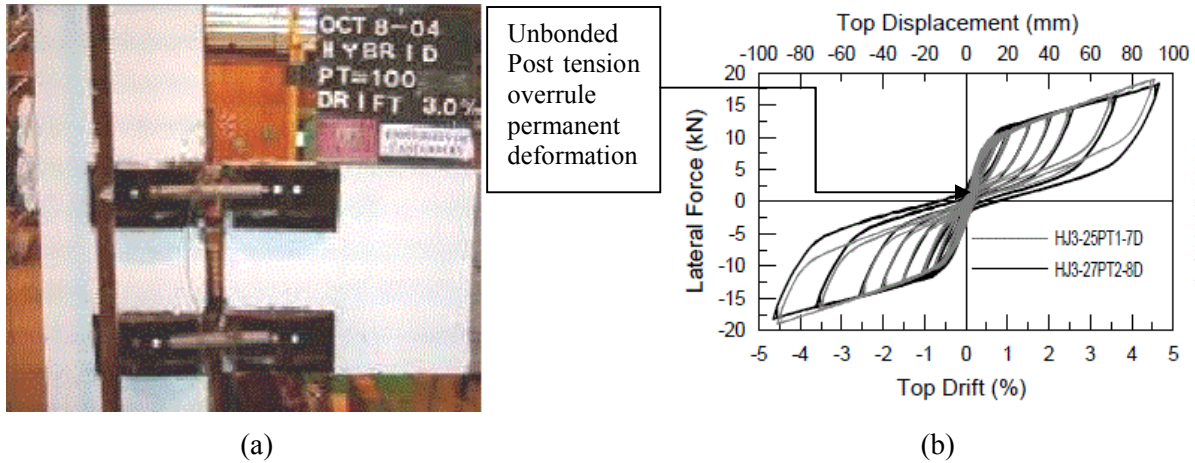 OCT 8-04
HYBRID
PT=100
DRIFT 3.0%
UNIVERSITY OF
CANTERBURY
Unbonded
Post tension
overrule
permanent
deformation
Top Displacement (mm)
-100 -80 -60 -40 -20 0 20 40 60 80 100
Lateral Force (kN)
20
15
10
5
0
-5
-10
-15
-20
HJ3-25PT1-7D
HJ3-27PT2-8D
-5 -4 -3 -2 -1 0 1 2 3 4 5
Top Drift (%)
(a)
(b)